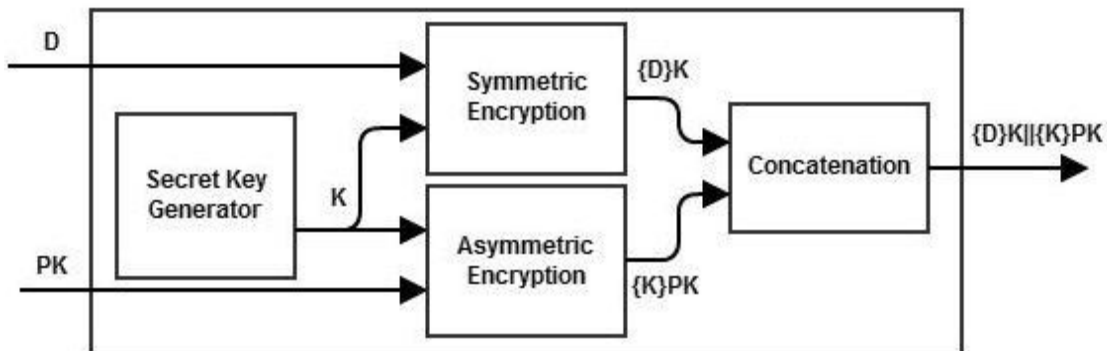 D
Symmetric
Encryption
{D}K
Secret Key
Generator
K
Concatenation
{D}K||{K}PK
PK
Asymmetric
Encryption
{K}PK